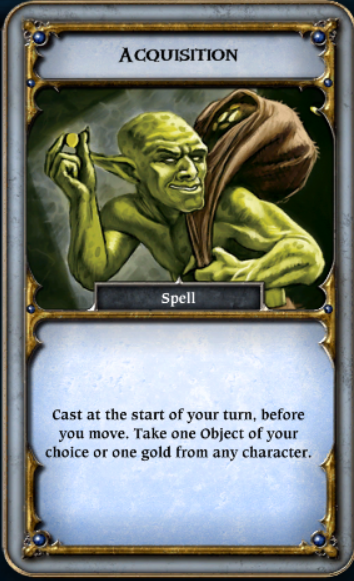 Acquisition
Spell
Cast at the start of your turn, before
you move. Take one Object of your
choice or one gold from any character.